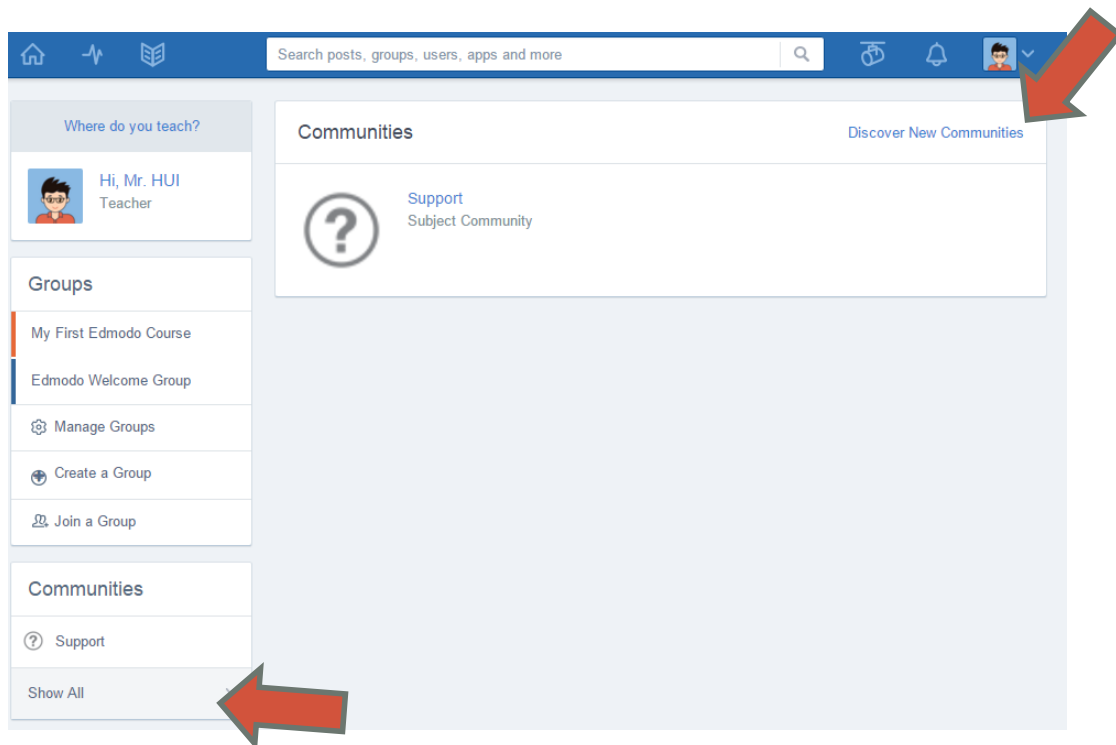 Search posts, groups, users, apps and more
Where do you teach?
Hi, Mr. HUI
Teacher
Groups
My First Edmodo Course
Edmodo Welcome Group
Manage Groups
Create a Group
Join a Group
Communities
Support
Show All
Communities
Discover New Communities
Support
Subject Community